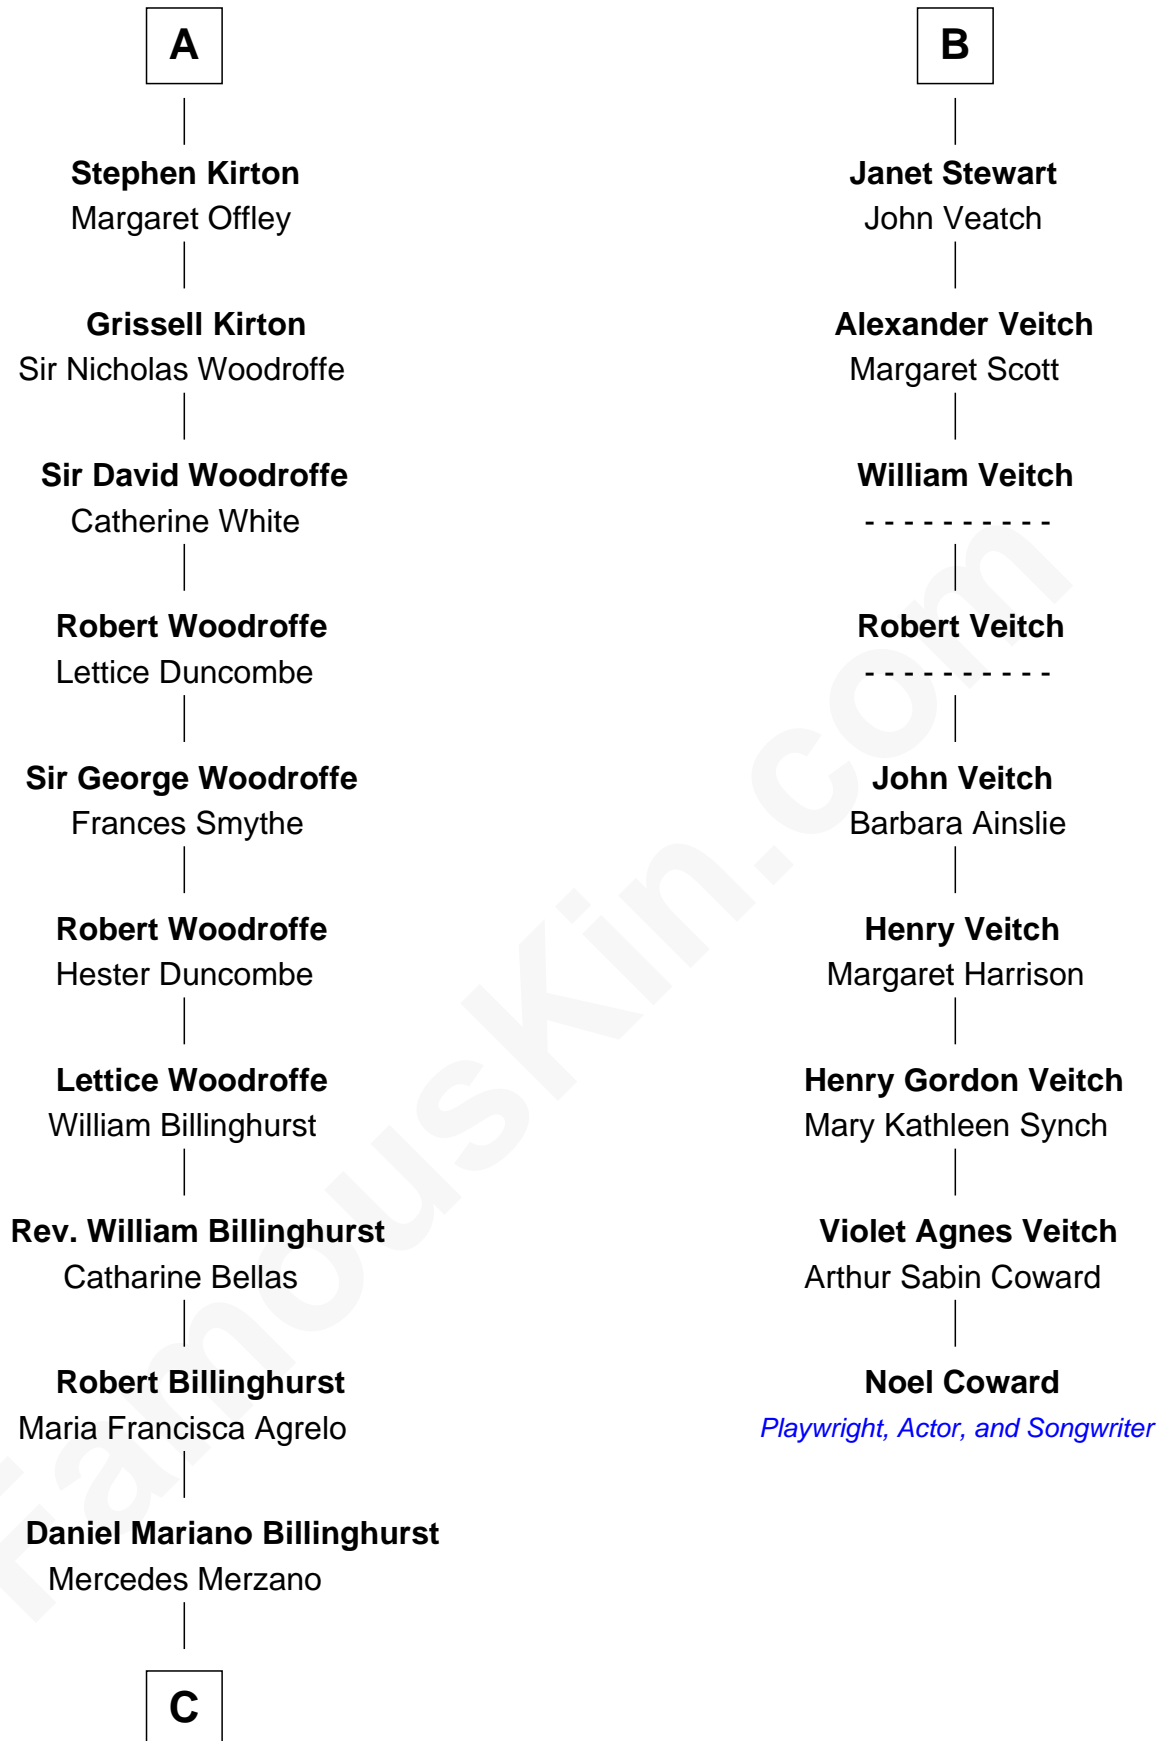 A
Stephen Kirton
Margaret Offley
Grissell Kirton
Sir Nicholas Woodroffe
Sir David Woodroffe
Catherine White
Robert Woodroffe
Lettice Duncombe
Sir George Woodroffe
Frances Smythe
Robert Woodroffe
Hester Duncombe
Lettice Woodroffe
William Billinghurst
Rev. William Billinghurst
Catharine Bellas
Robert Billinghurst
Maria Francisca Agrelo
Daniel Mariano Billinghurst
Mercedes Merzano
C
B
Janet Stewart
John Veatch
Alexander Veitch
Margaret Scott
William Veitch
- - - - - - - - - -
Robert Veitch
- - - - - - - - - -
John Veitch
Barbara Ainslie
Henry Veitch
Margaret Harrison
Henry Gordon Veitch
Mary Kathleen Synch
Violet Agnes Veitch
Arthur Sabin Coward
Noel Coward
Playwright, Actor, and Songwriter
FamousKin.com